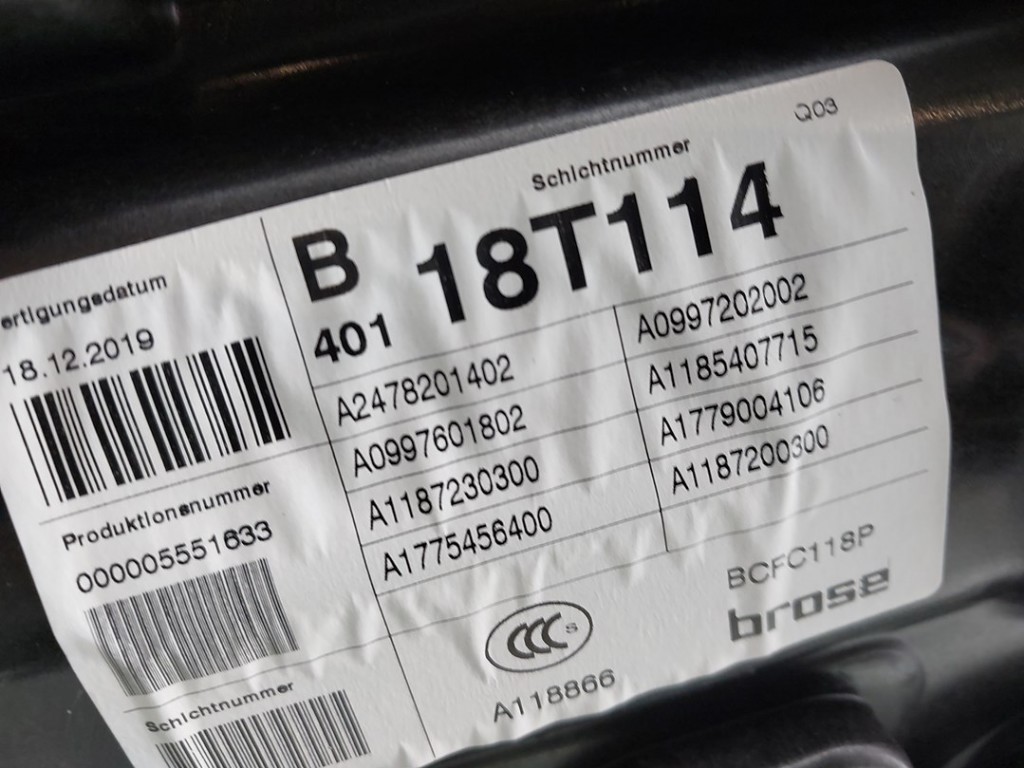 Q03
Schichtnummer
B 18T114
401
ertigungsdatum
18.12.2019
A2478201402 A0997202002
A0997601802 A1185407715
A1187230300 A1779004106
A1775456400 A1187200300
Produktionsnummer
000005551633
Schichtnummer
CCC S
A118866
BCFC118P
brose